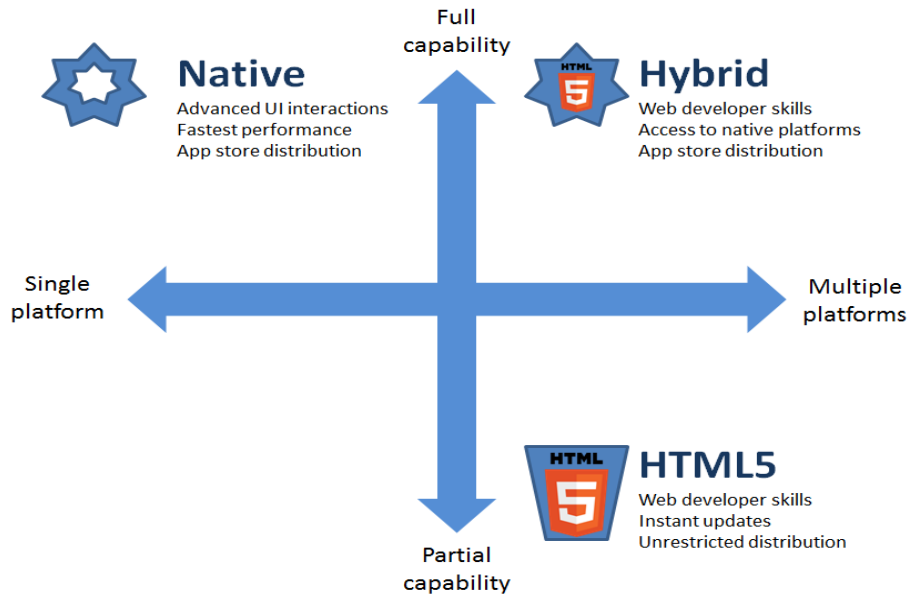 Full
capability
Native
Advanced UI interactions
Fastest performance
App store distribution
HTML
5
Hybrid
Web developer skills
Access to native platforms
App store distribution
Single
platform
Multiple
platforms
HTML
5
HTML5
Web developer skills
Instant updates
Unrestricted distribution
Partial
capability